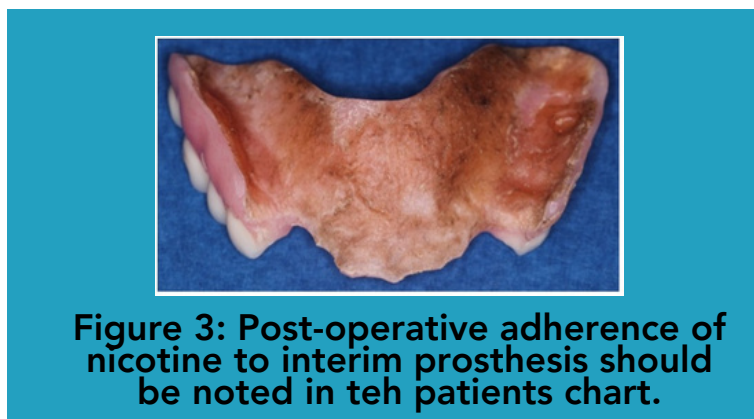 Figure 3: Post-operative adherence of
nicotine to interim prosthesis should
be noted in teh patients chart.